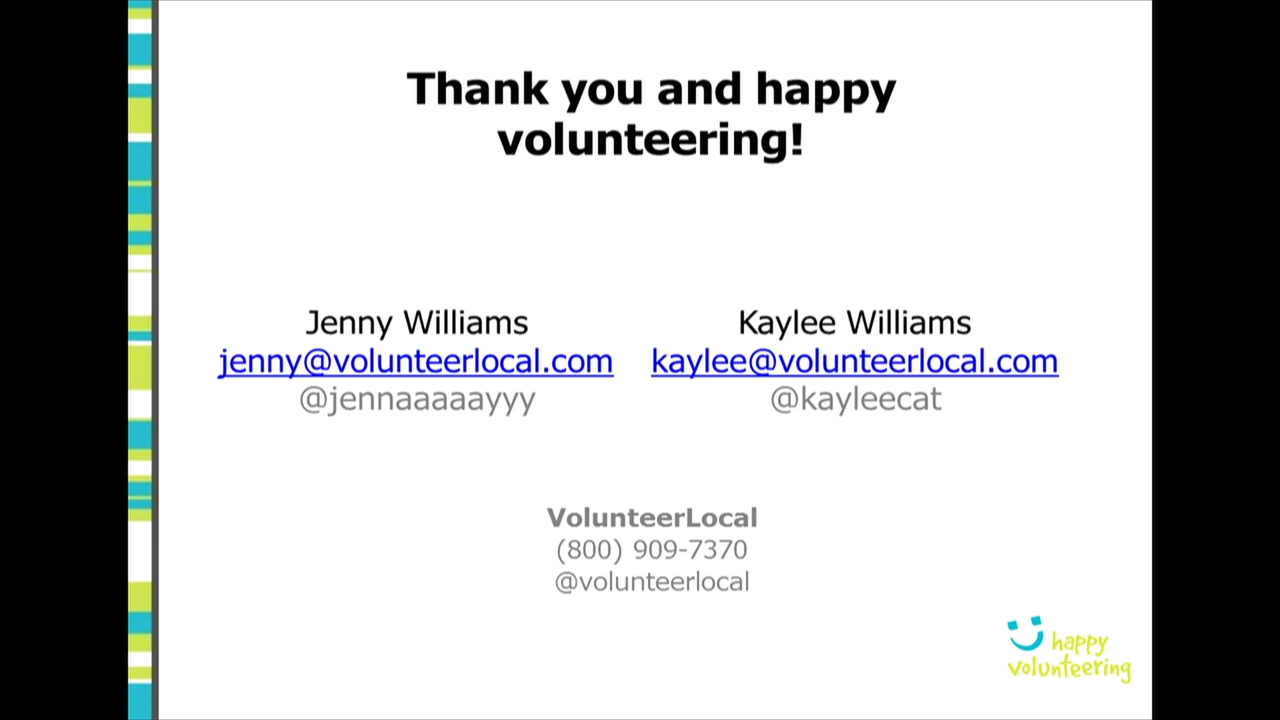 Thank you and happy
volunteering!
Jenny Williams
jenny@volunteerlocal.com
@jennaaaaayyy
Kaylee Williams
kaylee@volunteerlocal.com
@kayleecat
VolunteerLocal
(800) 909-7370
@volunteerlocal
happy
volunteering